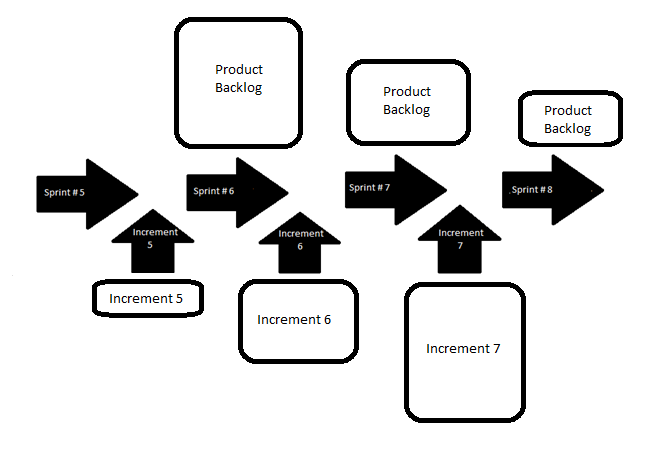 Product
Backlog
Product
Backlog
Product
Backlog
Sprint # 5
Sprint # 6
Sprint # 7
Sprint # 8
Increment
5
Increment
6
Increment
7
Increment 5
Increment 6
Increment 7